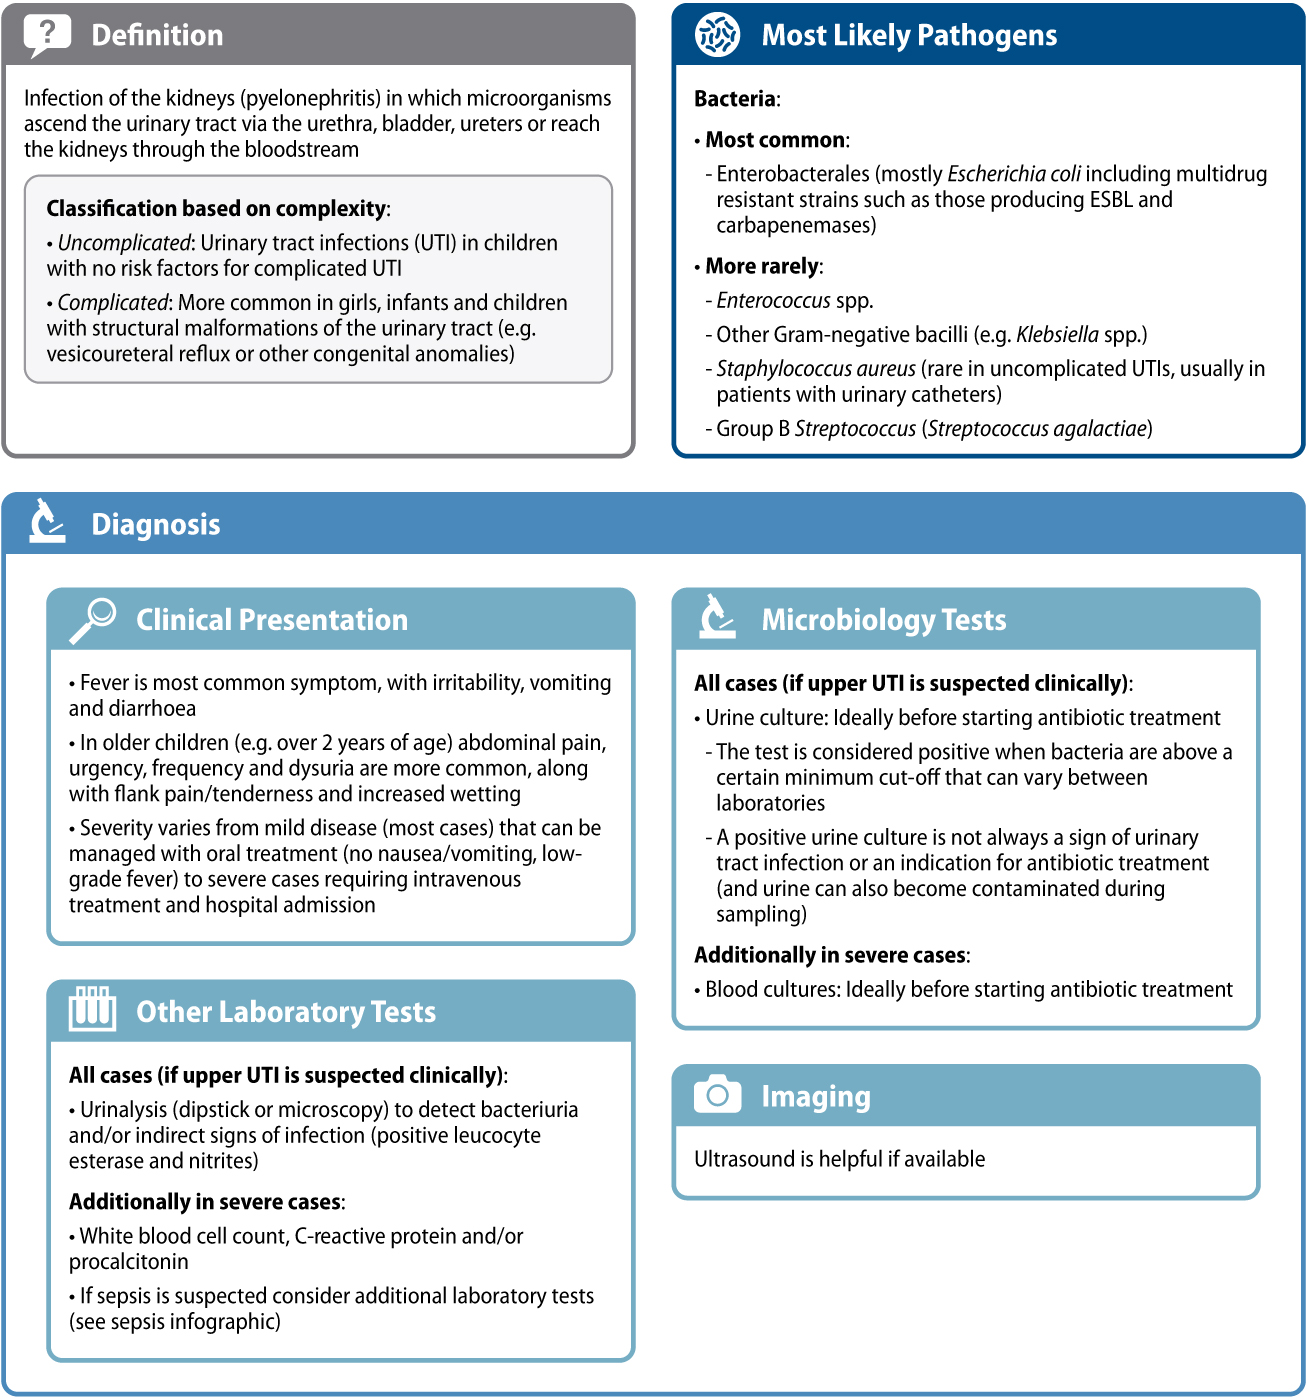 Definition
Infection of the kidneys (pyelonephritis) in which microorganisms
ascend the urinary tract via the urethra, bladder, ureters or reach
the kidneys through the bloodstream
Classification based on complexity:
• Uncomplicated: Urinary tract infections (UTI) in children
with no risk factors for complicated UTI
• Complicated: More common in girls, infants and children
with structural malformations of the urinary tract (e.g.
vesicoureteral reflux or other congenital anomalies)
Most Likely Pathogens
Bacteria:
• Most common:
- Enterobacterales (mostly Escherichia coli including multidrug
resistant strains such as those producing ESBL and
carbapenemases)
• More rarely:
- Enterococcus spp.
- Other Gram-negative bacilli (e.g. Klebsiella spp.)
- Staphylococcus aureus (rare in uncomplicated UTIs, usually in
patients with urinary catheters)
- Group B Streptococcus (Streptococcus agalactiae)
Diagnosis
Clinical Presentation
• Fever is most common symptom, with irritability, vomiting
and diarrhoea
• In older children (e.g. over 2 years of age) abdominal pain,
urgency, frequency and dysuria are more common, along
with flank pain/tenderness and increased wetting
• Severity varies from mild disease (most cases) that can be
managed with oral treatment (no nausea/vomiting, low-
grade fever) to severe cases requiring intravenous
treatment and hospital admission
Other Laboratory Tests
All cases (if upper UTI is suspected clinically):
• Urinalysis (dipstick or microscopy) to detect bacteriuria
and/or indirect signs of infection (positive leucocyte
esterase and nitrites)
Additionally in severe cases:
• White blood cell count, C-reactive protein and/or
procalcitonin
• If sepsis is suspected consider additional laboratory tests
(see sepsis infographic)
Microbiology Tests
All cases (if upper UTI is suspected clinically):
• Urine culture: Ideally before starting antibiotic treatment
- The test is considered positive when bacteria are above a
certain minimum cut-off that can vary between
laboratories
- A positive urine culture is not always a sign of urinary
tract infection or an indication for antibiotic treatment
(and urine can also become contaminated during
sampling)
Additionally in severe cases:
• Blood cultures: Ideally before starting antibiotic treatment
Imaging
Ultrasound is helpful if available